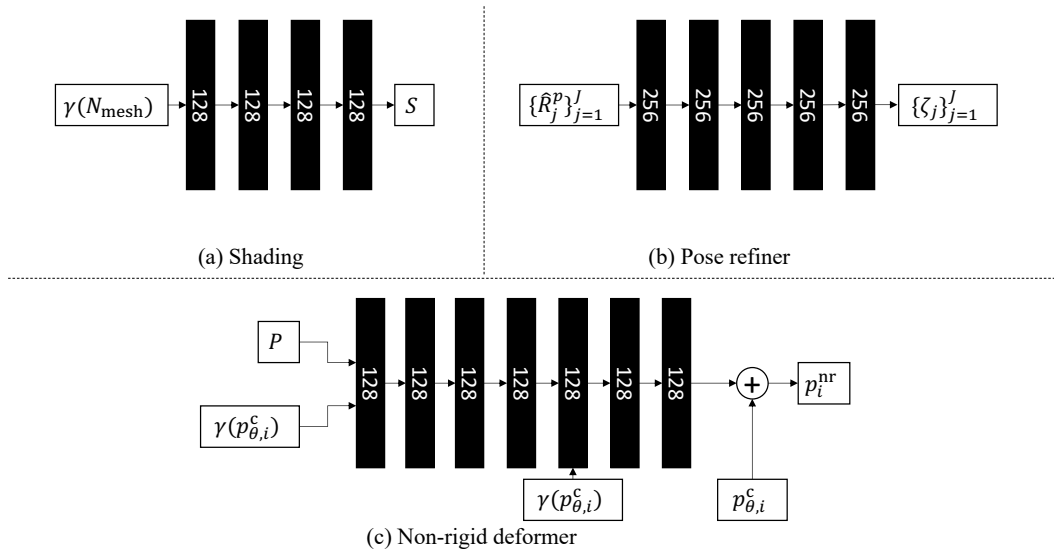 γ(N_mesh)
128
128
128
128
S
(a) Shading
{R̂_j^p}_{j=1}^J
256
256
256
256
256
{ζ_j}_{j=1}^J
(b) Pose refiner
P
γ(p_{θ,i}^c)
128
128
128
128
128
128
128
γ(p_{θ,i}^c)
+
p_i^nr
p_{θ,i}^c
(c) Non-rigid deformer